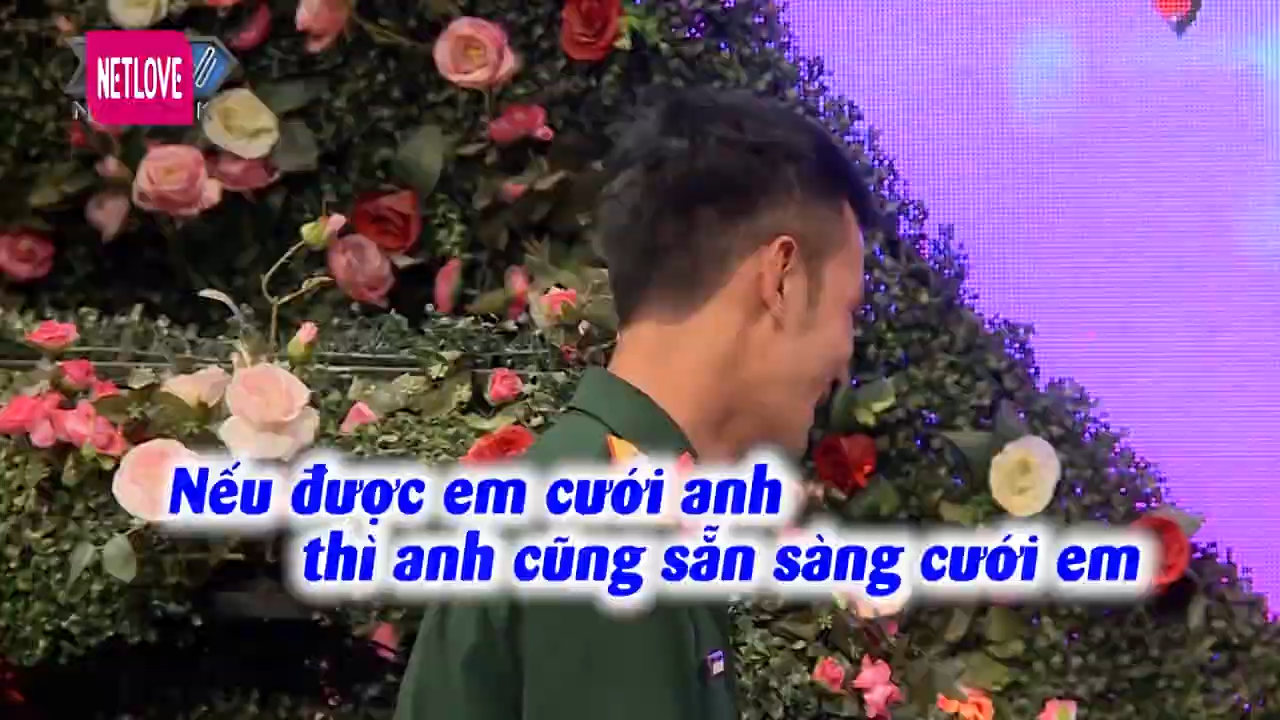 NETLOVE
Nếu được em cưới anh
thì anh cũng sẵn sàng cưới em